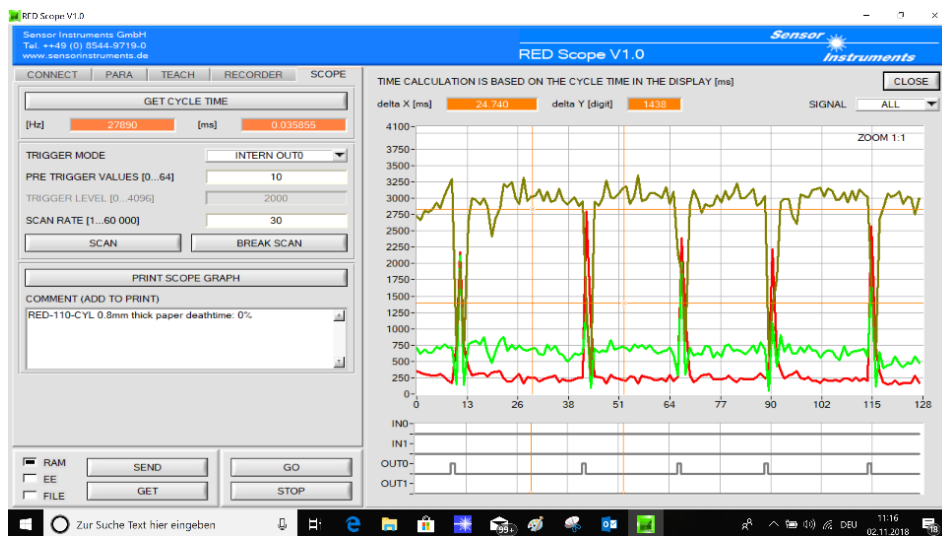 RED Scope V1.0
Sensor Instruments GmbH
Tel. ++49 (0) 8544-9719-0
www.sensorinstruments.de
RED Scope V1.0
Sensor
Instruments
CONNECT PARA TEACH RECORDER SCOPE
GET CYCLE TIME
[Hz] 27890 [ms] 0.035855
TRIGGER MODE INTERN OUT0
PRE TRIGGER VALUES [0...64] 10
TRIGGER LEVEL [0...4096] 2000
SCAN RATE [1...60 000] 30
SCAN BREAK SCAN
PRINT SCOPE GRAPH
COMMENT (ADD TO PRINT)
RED-110-CYL 0.8mm thick paper deathtime: 0%
RAM
EE
FILE
SEND GO
GET STOP
TIME CALCULATION IS BASED ON THE CYCLE TIME IN THE DISPLAY [ms] CLOSE
delta X [ms] 24.740 delta Y [digit] 1438 SIGNAL ALL
ZOOM 1:1
4100
3750
3500
3250
3000
2750
2500
2250
2000
1750
1500
1250
1000
750
500
250
0
0 13 26 38 51 64 77 90 102 115 128
IN0
IN1
OUT0
OUT1
Zur Suche Text hier eingeben 99+ DEU 11:16
02.11.2018 18